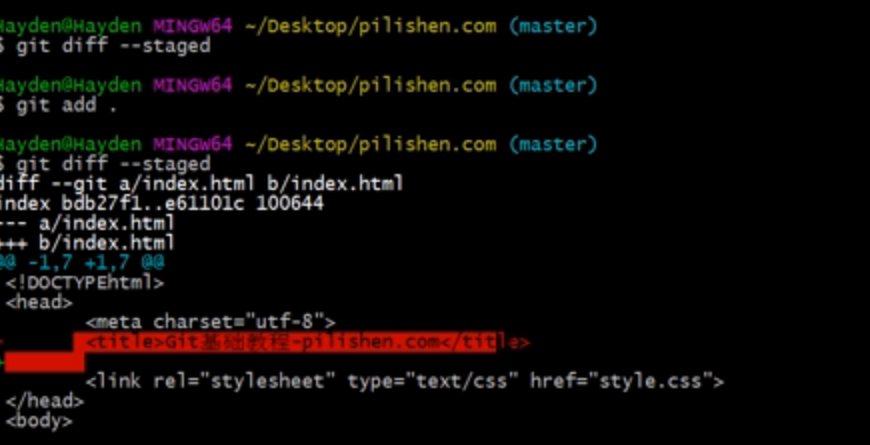 Hayden@Hayden MINGW64 ~/Desktop/pilishen.com (master)
$ git diff --staged
Hayden@Hayden MINGW64 ~/Desktop/pilishen.com (master)
$ git add .
Hayden@Hayden MINGW64 ~/Desktop/pilishen.com (master)
$ git diff --staged
diff --git a/index.html b/index.html
index bdb27f1..e61101c 100644
--- a/index.html
+++ b/index.html
@@ -1,7 +1,7 @@
<!DOCTYPEhtml>
<head>
<meta charset="utf-8">
- <title>Git基础教程-pilishen.com</title>
+
<link rel="stylesheet" type="text/css" href="style.css">
</head>
<body>